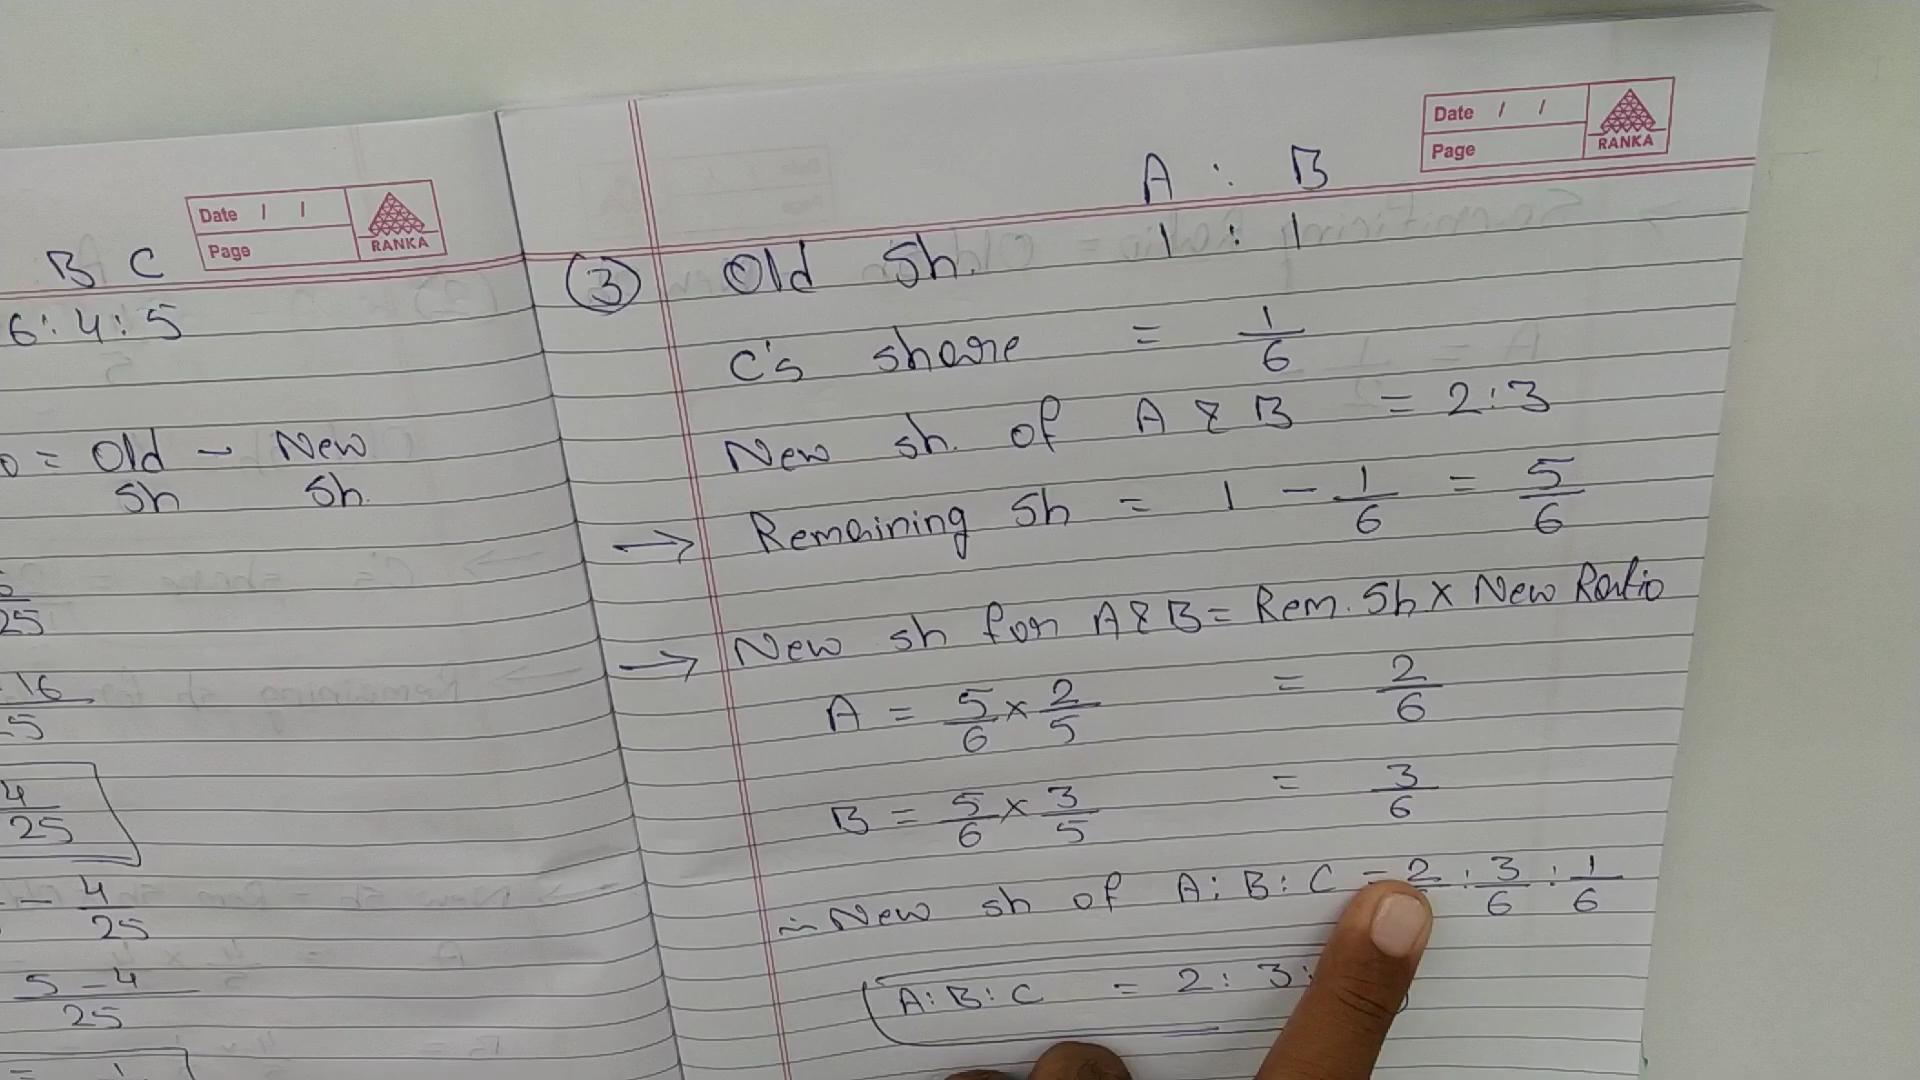 Date / /
Page
RANKA
B C
6 : 4 : 5
= Old - New
Sh Sh.
25
16
5
4
25
- 4
25
5 - 4
25
=
Date / /
Page
RANKA
A : B
(3) Old Sh. 1 : 1
C's share = 1/6
New sh. of A & B = 2 : 3
→ Remaining Sh = 1 - 1/6 = 5/6
→ New sh for A & B = Rem. Sh × New Ratio
A = 5/6 × 2/5 = 2/6
B = 5/6 × 3/5 = 3/6
∴ New sh of A : B : C = 2 : 3/6 : 1/6
A : B : C = 2 : 3 :